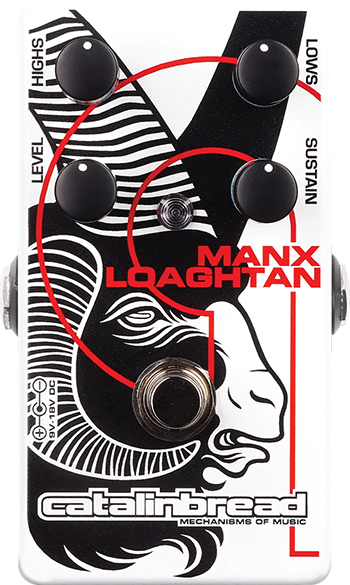 HIGHS
LOWS
LEVEL
SUSTAIN
MANX
LOAGHTAN
9V-18V DC
catalinbread
MECHANISMS OF MUSIC